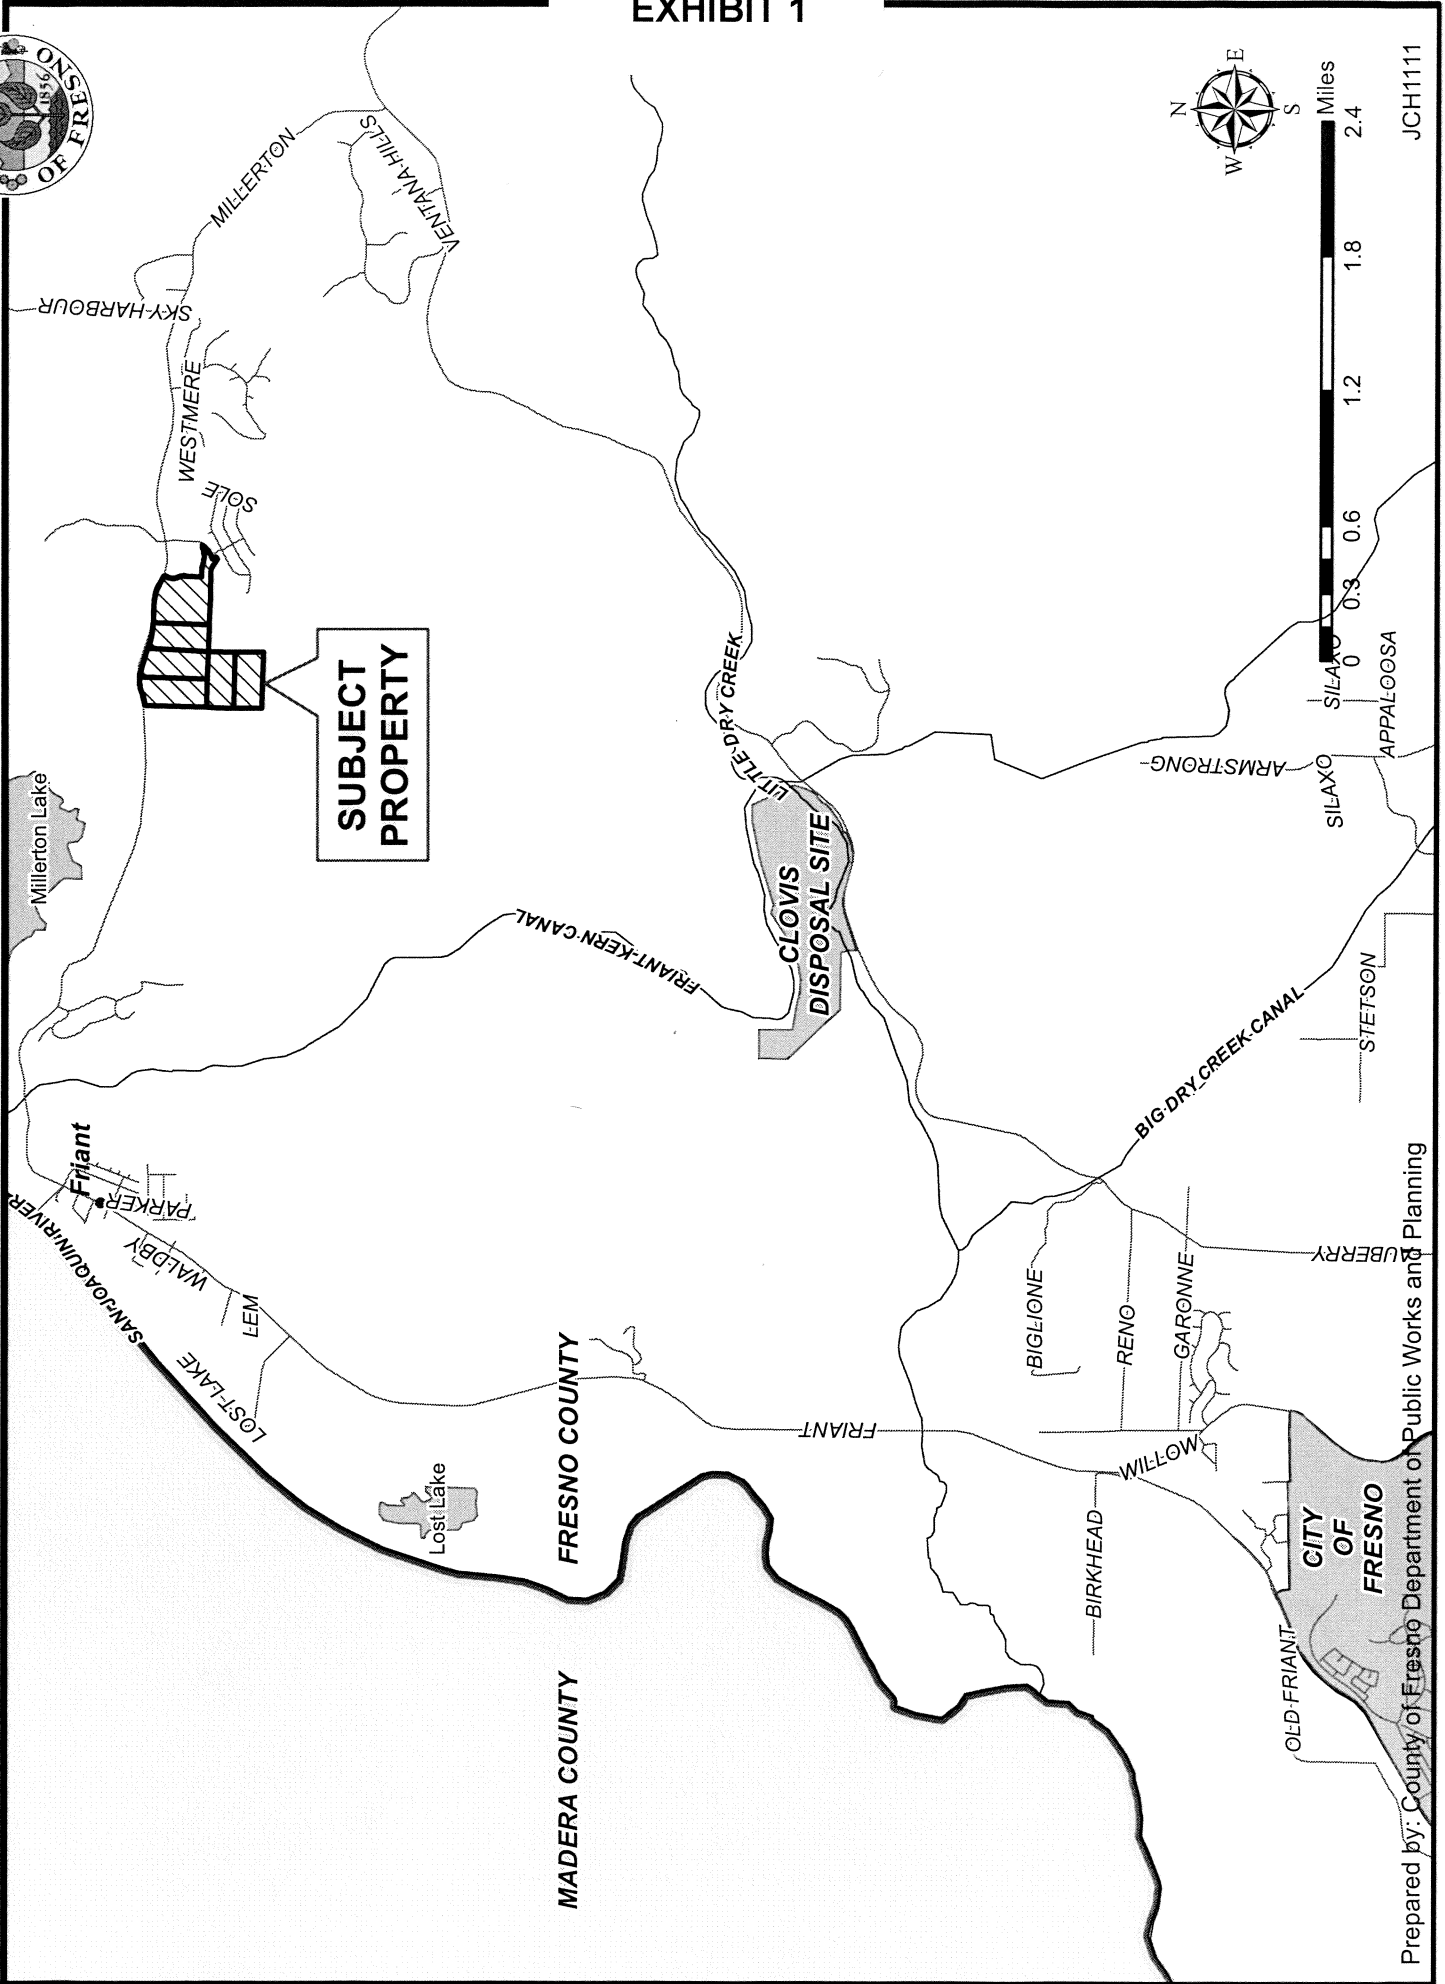 EXHIBIT 1
OF FRESNO
1856
MILLERTON
SKY HARBOUR
VENTANA HILLS
WESTMERE
SOLE
SUBJECT
PROPERTY
Millerton Lake
Friant
PARKER
WALDBY
LEM
LOST LAKE
SAN JOAQUIN RIVER
Lost Lake
FRIANT-KERN CANAL
LITTLE DRY CREEK
CLOVIS
DISPOSAL SITE
MADERA COUNTY
FRESNO COUNTY
FRIANT
ARMSTRONG
BIG DRY CREEK CANAL
BIGLIONE
RENO
GARONNE
WILLOW
BIRKHEAD
AUBERRY
STETSON
SILAXO
SILAXO
APPALOOSA
OLD FRIANT
CITY
OF
FRESNO
N
W E
S
0 0.3 0.6 1.2 1.8 2.4
Miles
Prepared by: County of Fresno Department of Public Works and Planning
JCH1111